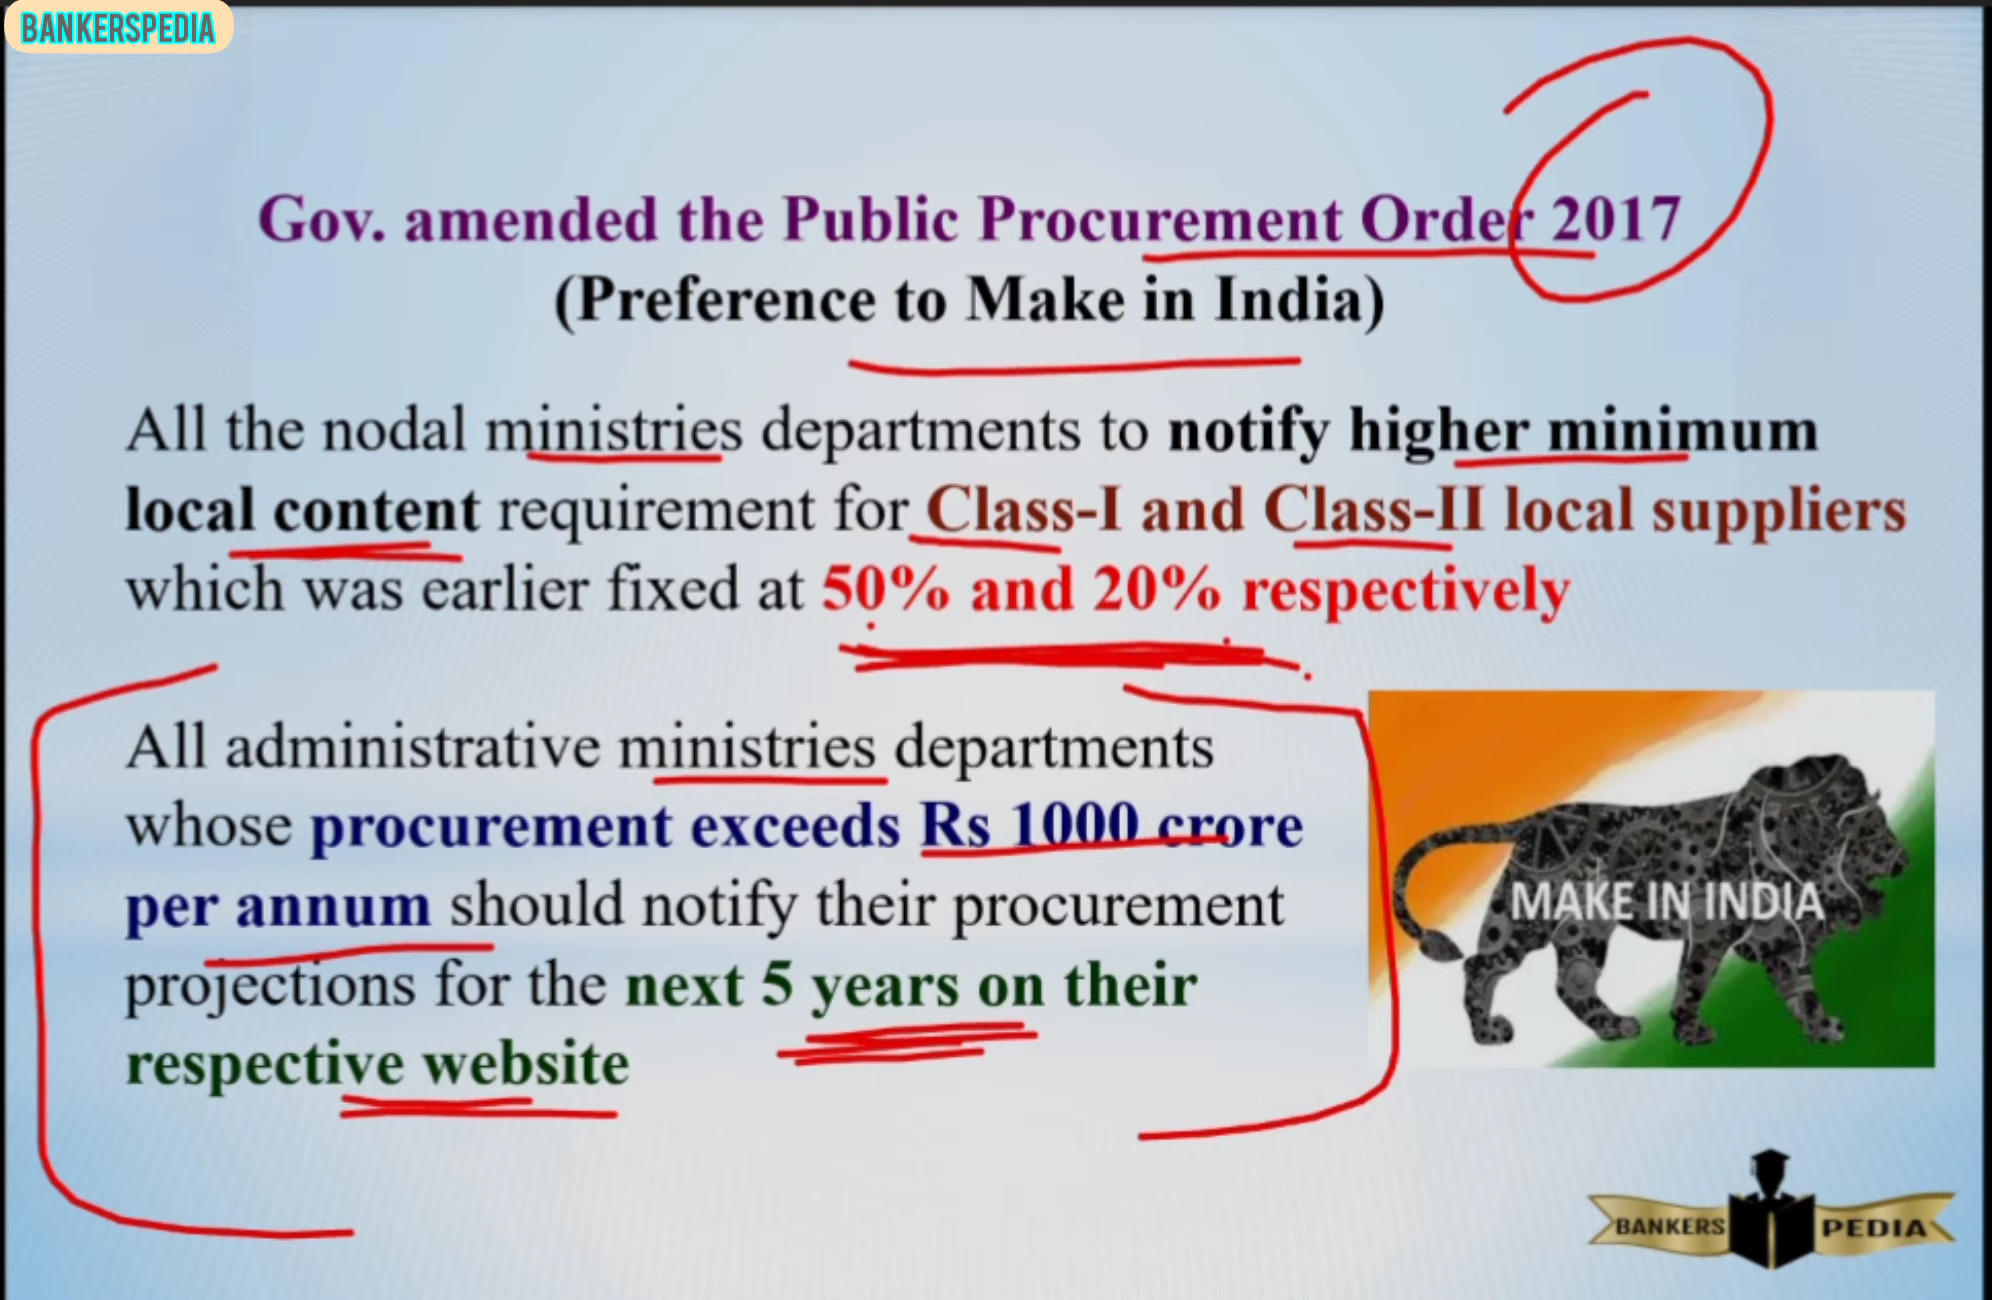 BANKERSPEDIA
Gov. amended the Public Procurement Order 2017
(Preference to Make in India)
All the nodal ministries departments to notify higher minimum
local content requirement for Class-I and Class-II local suppliers
which was earlier fixed at 50% and 20% respectively
All administrative ministries departments
whose procurement exceeds Rs 1000 crore
per annum should notify their procurement
projections for the next 5 years on their
respective website
MAKE IN INDIA
BANKERS PEDIA